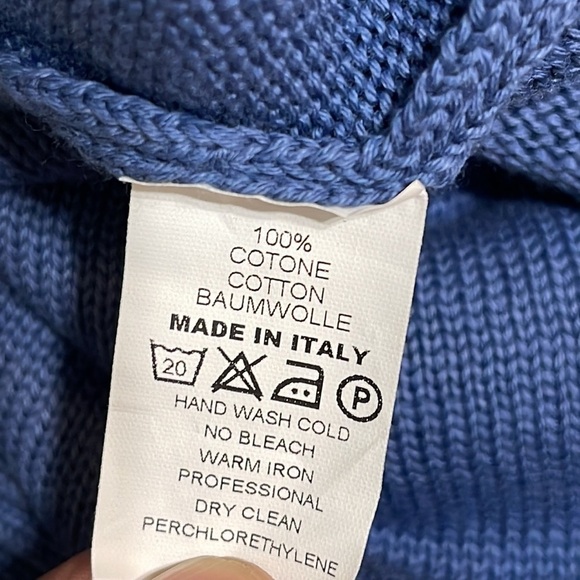 100%
COTONE
COTTON
BAUMWOLLE
MADE IN ITALY
20 P
HAND WASH COLD
NO BLEACH
WARM IRON
PROFESSIONAL
DRY CLEAN
PERCHLORETHYLENE